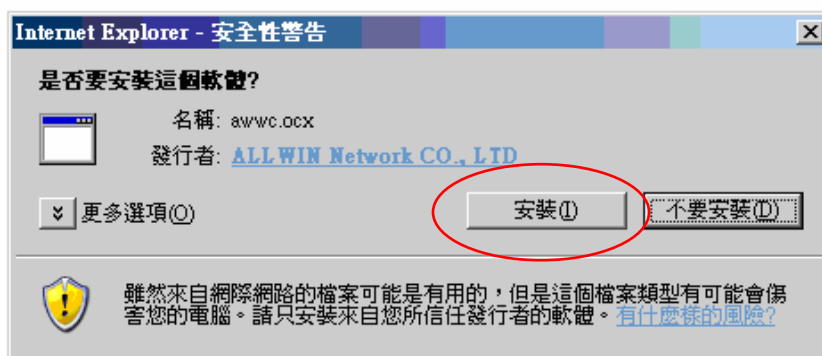 Internet Explorer - 安全性警告
是否要安裝這個軟體?
名稱: awwc.ocx
發行者: ALLWIN Network CO., LTD
更多選項(O)
安裝(I)
不要安裝(D)
雖然來自網際網路的檔案可能是有用的，但是這個檔案類型有可能會傷
害您的電腦。請只安裝來自您所信任發行者的軟體。有什麼樣的風險?